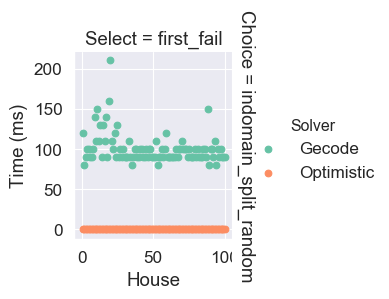 Select = first_fail
Choice = indomain_split_random
Time (ms)
200
150
100
50
0
0
50
100
House
Solver
Gecode
Optimistic